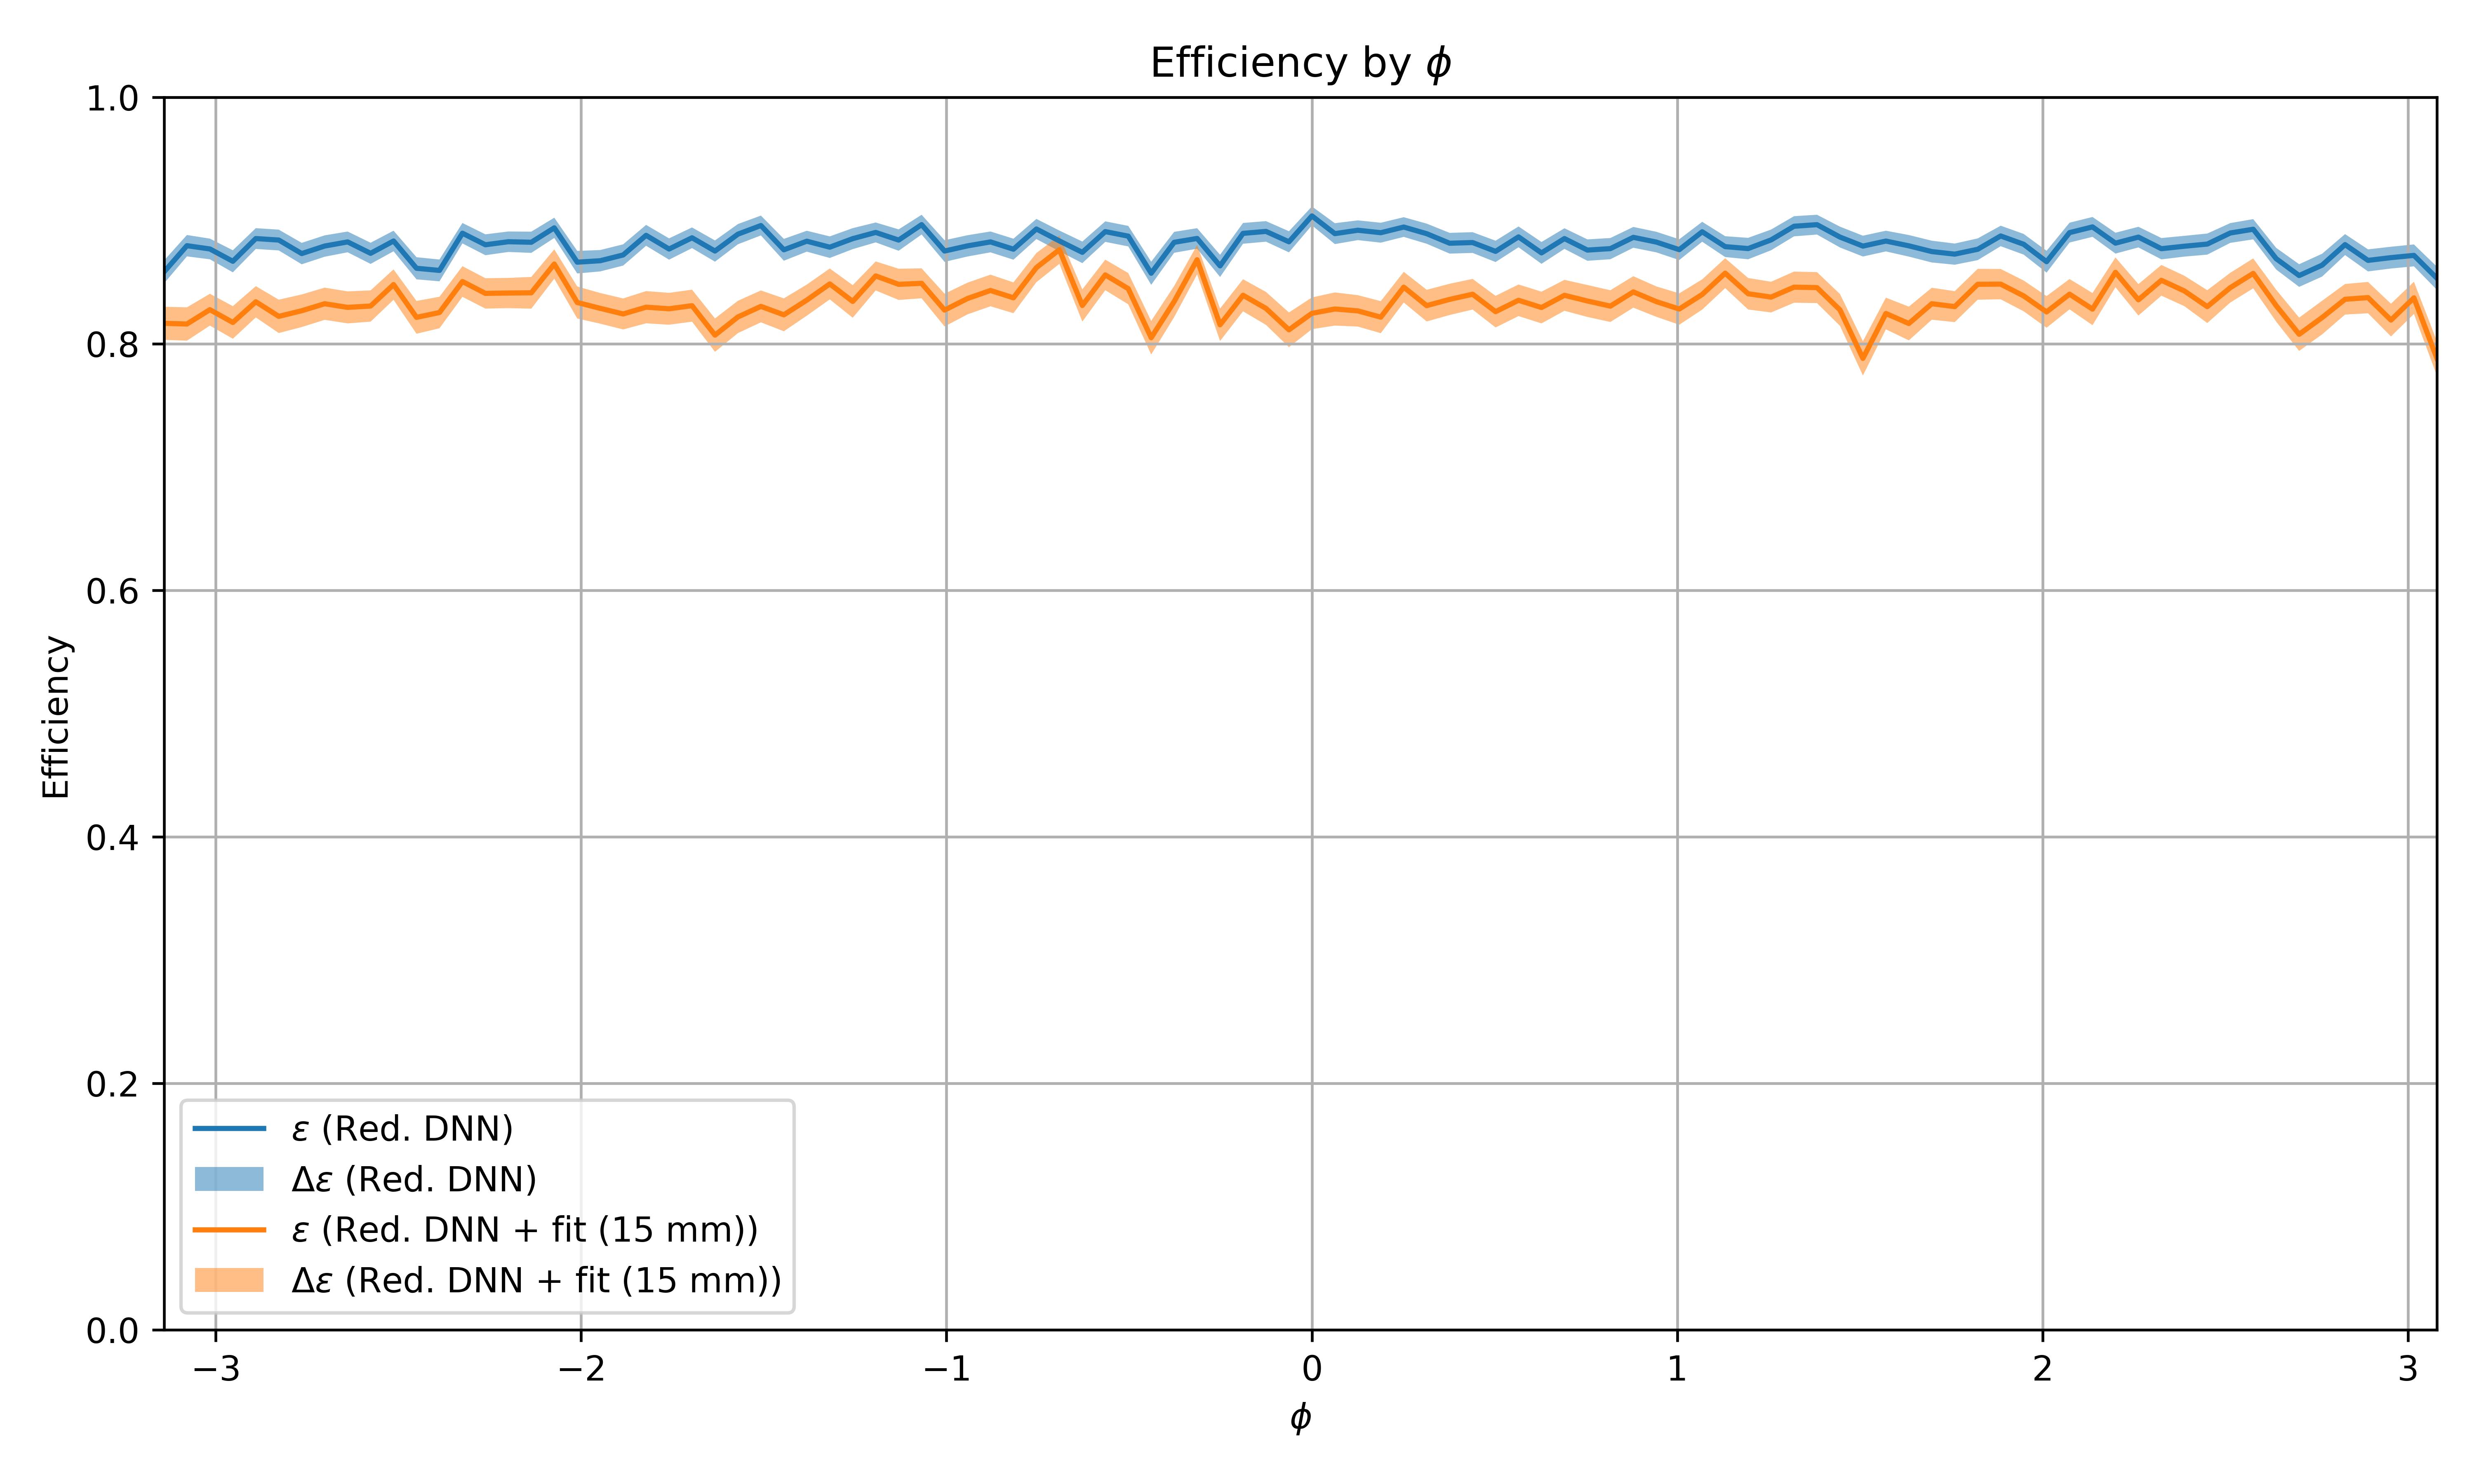 Efficiency by ϕ
1.0
0.8
0.6
0.4
0.2
0.0
Efficiency
ε (Red. DNN)
Δε (Red. DNN)
ε (Red. DNN + fit (15 mm))
Δε (Red. DNN + fit (15 mm))
−3
−2
−1
0
1
2
3
ϕ